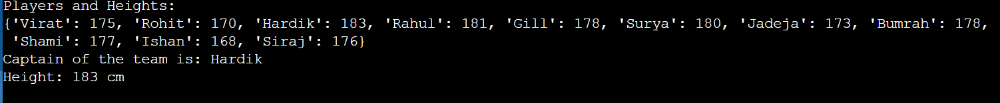 Players and Heights:
{'Virat': 175, 'Rohit': 170, 'Hardik': 183, 'Rahul': 181, 'Gill': 178, 'Surya': 180, 'Jadeja': 173, 'Bumrah': 178,
'Shami': 177, 'Ishan': 168, 'Siraj': 176}
Captain of the team is: Hardik
Height: 183 cm